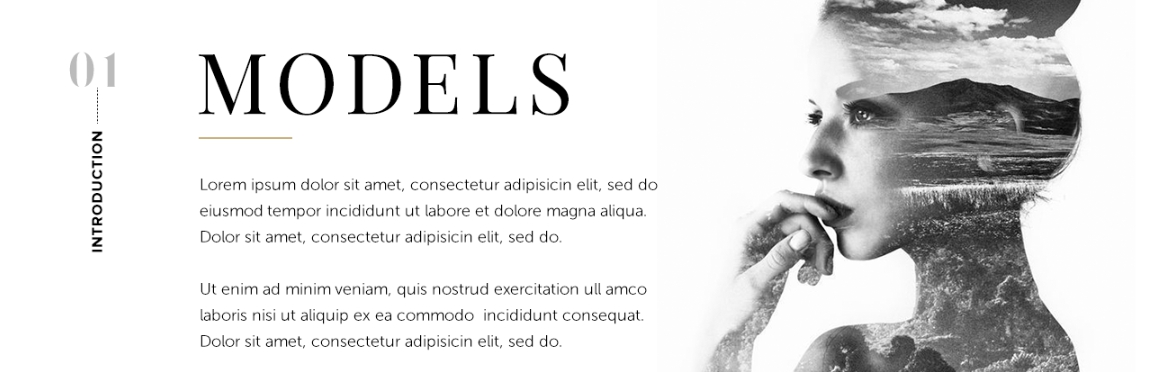 01
INTRODUCTION
MODELS
Lorem ipsum dolor sit amet, consectetur adipisicin elit, sed do
eiusmod tempor incididunt ut labore et dolore magna aliqua.
Dolor sit amet, consectetur adipisicin elit, sed do.
Ut enim ad minim veniam, quis nostrud exercitation ull amco
laboris nisi ut aliquip ex ea commodo  incididunt consequat.
Dolor sit amet, consectetur adipisicin elit, sed do.